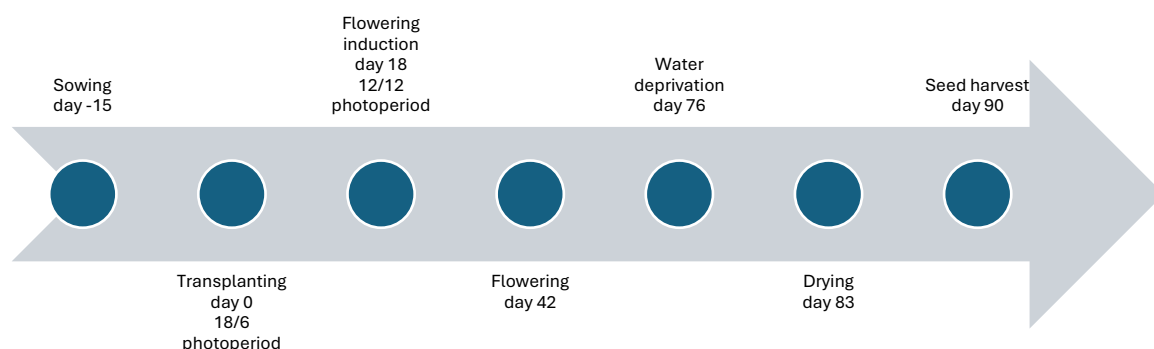 Sowing
day -15
Transplanting
day 0
18/6
photoperiod
Flowering
induction
day 18
12/12
photoperiod
Flowering
day 42
Water
deprivation
day 76
Drying
day 83
Seed harvest
day 90